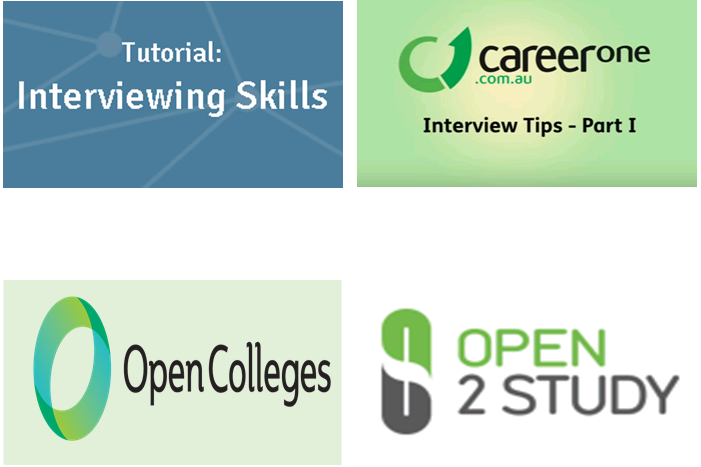 Tutorial:
Interviewing Skills
careerone
.com.au
Interview Tips - Part I
Open Colleges
OPEN
2 STUDY